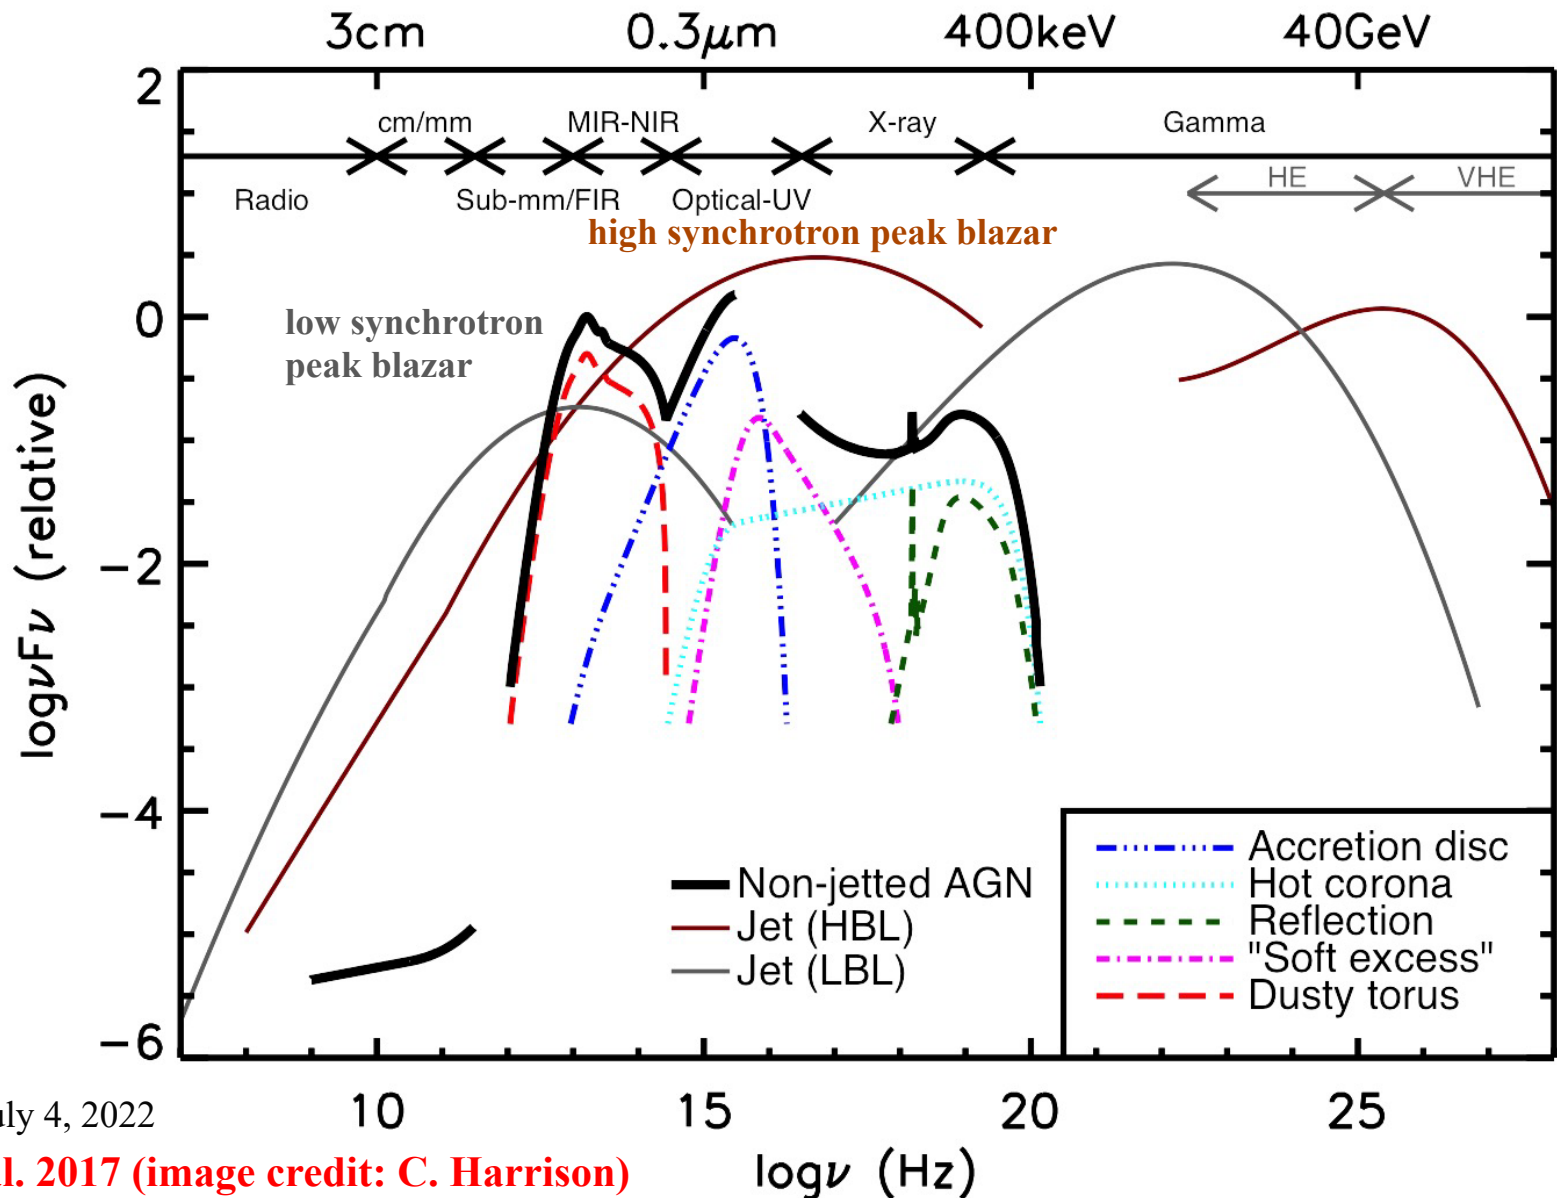 3cm 0.3μm 400keV 40GeV
cm/mm MIR-NIR X-ray Gamma
Radio Sub-mm/FIR Optical-UV HE VHE
high synchrotron peak blazar
low synchrotron
peak blazar
2
0
−2
−4
−6
logνFν (relative)
Non-jetted AGN
Jet (HBL)
Jet (LBL)
Accretion disc
Hot corona
Reflection
"Soft excess"
Dusty torus
10 15 20 25
logν (Hz)
uly 4, 2022
al. 2017 (image credit: C. Harrison)